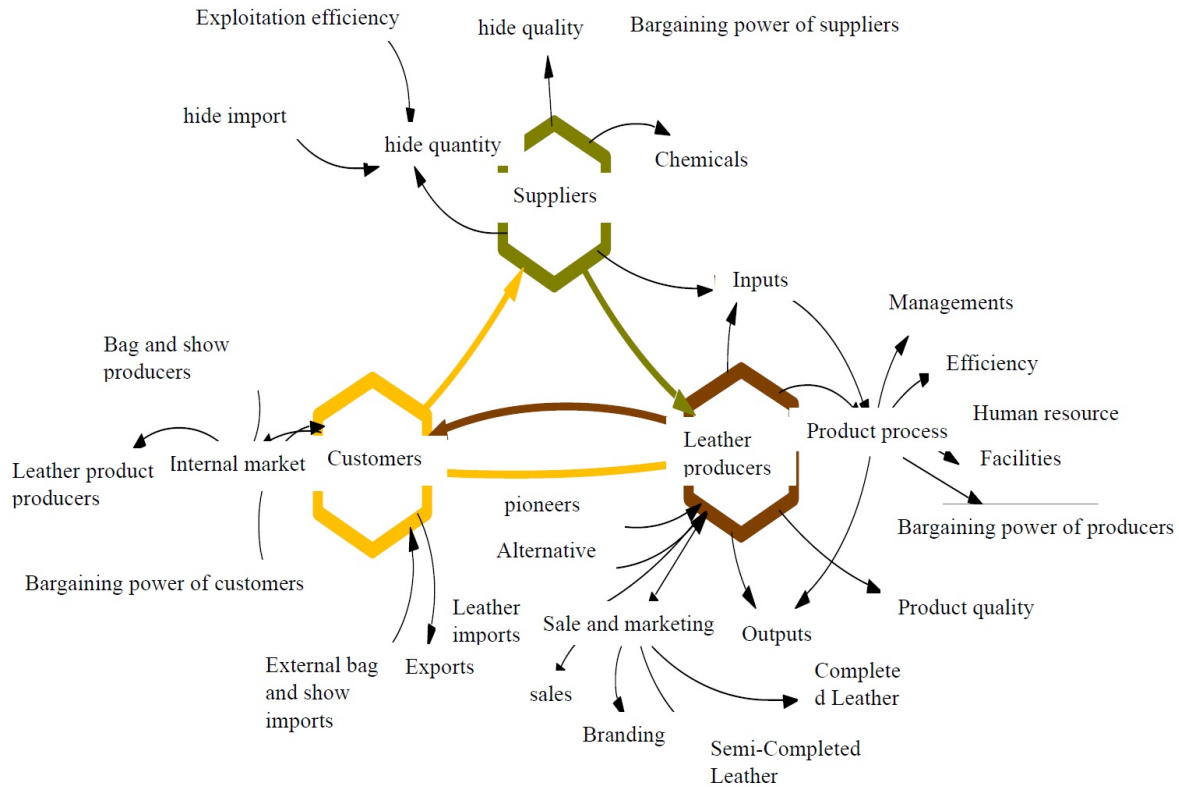 Exploitation efficiency
hide quality
Bargaining power of suppliers
hide import
hide quantity
Chemicals
Suppliers
Inputs
Managements
Bag and show
producers
Efficiency
Human resource
Product process
Leather
producers
Customers
Internal market
Leather product
producers
Facilities
pioneers
Bargaining power of producers
Alternative
Bargaining power of customers
Leather
imports
Product quality
Sale and marketing
Outputs
External bag
and show
imports
Exports
Complete
d Leather
sales
Branding
Semi-Completed
Leather